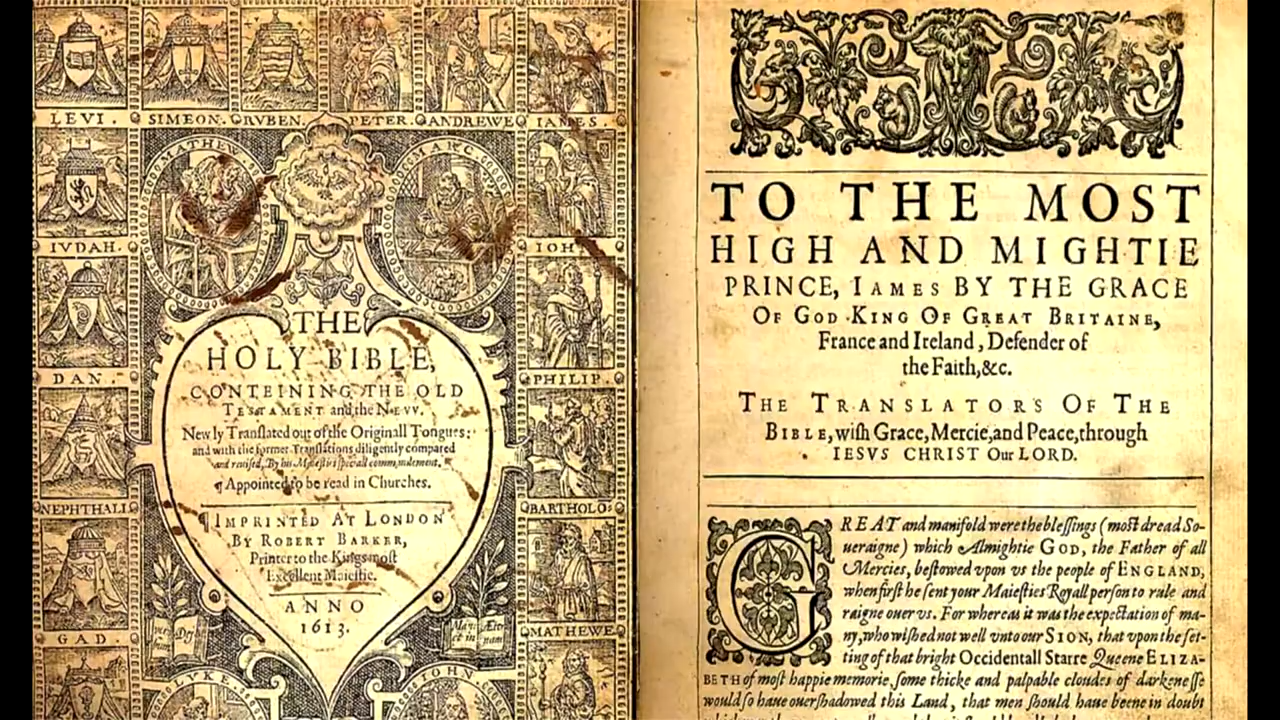 LEVI. SIMEON. RVBEN. PETER. ANDREWE IAMES.
MATHEW. MARC.
IVDAH. IOHN
DAN. PHILIP.
NEPHTHALI BARTHOLO:
GAD. MATHEWE
LVKE IOHN
THE
HOLY BIBLE,
CONTEINING THE OLD
TESTAMENT and the NEVV.
Newly Translated out of the Originall Tongues:
and with the former Translations diligently compared
and reuised, By his Maiesties speciall commandement.
¶ Appointed to be read in Churches.
¶ IMPRINTED AT LONDON
BY ROBERT BARKER,
Printer to the Kings most
Excellent Maiestie.
ANNO
1613.
TO THE MOST
HIGH AND MIGHTIE
PRINCE, IAMES BY THE GRACE
OF GOD KING OF GREAT BRITAINE,
France and Ireland, Defender of
the Faith,&c.
THE TRANSLATORS OF THE
BIBLE, wish Grace, Mercie, and Peace, through
IESVS CHRIST Our LORD.
GREAT and manifold were the blessings (most dread So-
ueraigne) which Almightie GOD, the Father of all
Mercies, bestowed vpon vs the people of ENGLAND,
when first he sent your Maiesties Royall person to rule and
raigne ouer vs. For whereas it was the expectation of ma-
ny, who wished not well vnto our SION, that vpon the set-
ting of that bright Occidentall Starre Queene ELIZA-
BETH of most happie memorie, some thicke and palpable cloudes of darkenesse
would so haue ouershadowed this Land, that men should haue beene in doubt